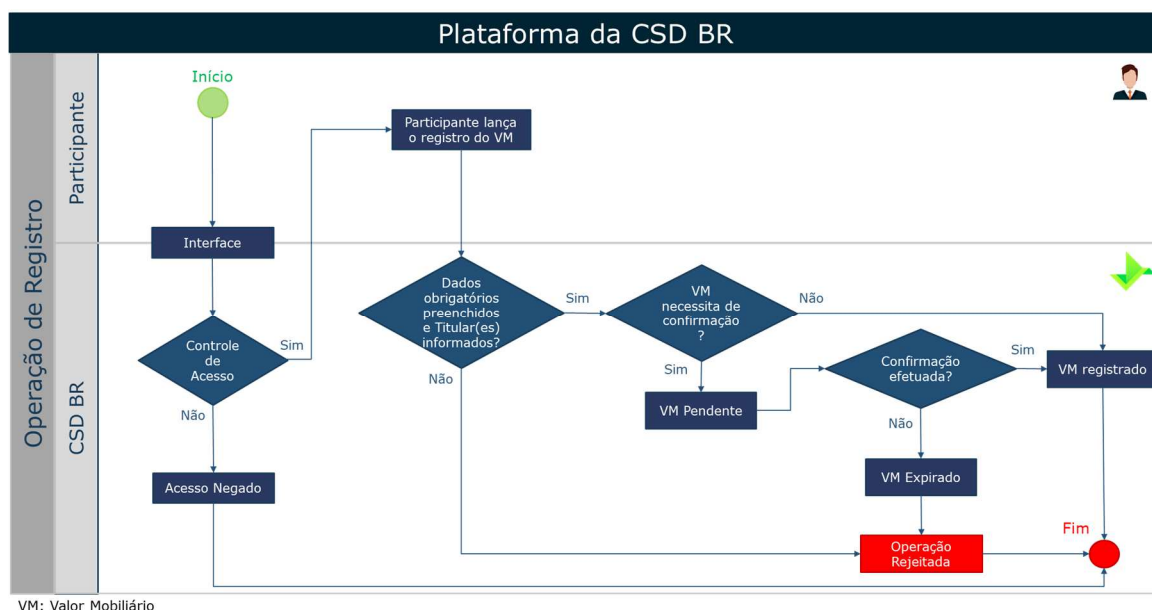 Plataforma da CSD BR
Operação de Registro
Participante
CSD BR
Início
Participante lança
o registro do VM
Interface
Controle
de
Acesso
Sim
Não
Acesso Negado
Dados
obrigatórios
preenchidos
e Titular(es)
informados?
Sim
Não
VM
necessita de
confirmação
?
Não
Sim
VM Pendente
Confirmação
efetuada?
Sim
Não
VM registrado
VM Expirado
Operação
Rejeitada
Fim
VM: Valor Mobiliário